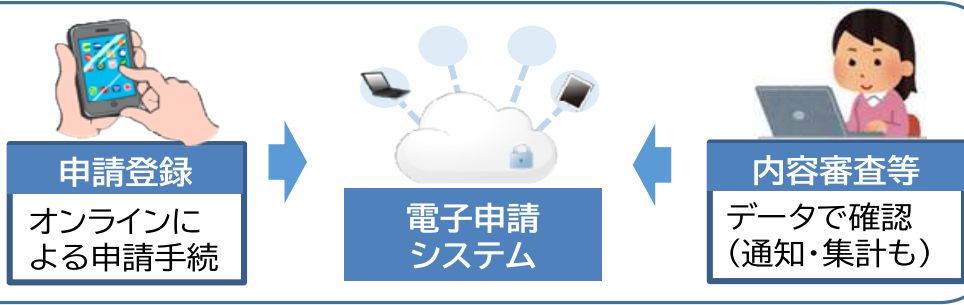 申請登録
オンラインに
よる申請手続
電子申請
システム
内容審査等
データで確認
（通知・集計も）